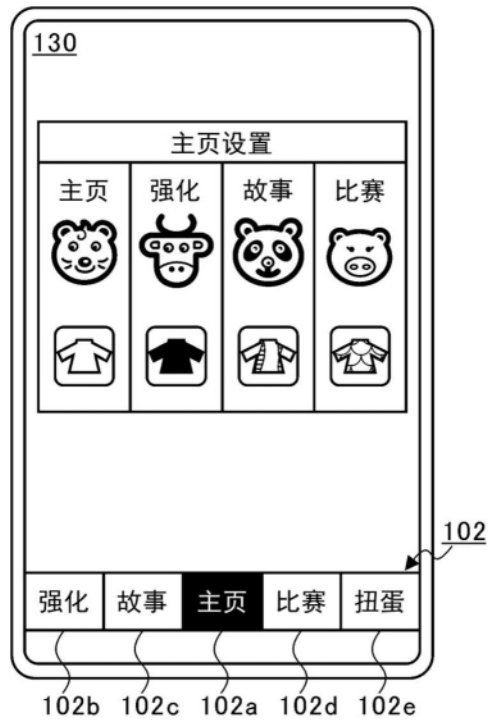 130
主页设置
主页 强化 故事 比赛
102
强化 故事 主页 比赛 扭蛋
102b 102c 102a 102d 102e